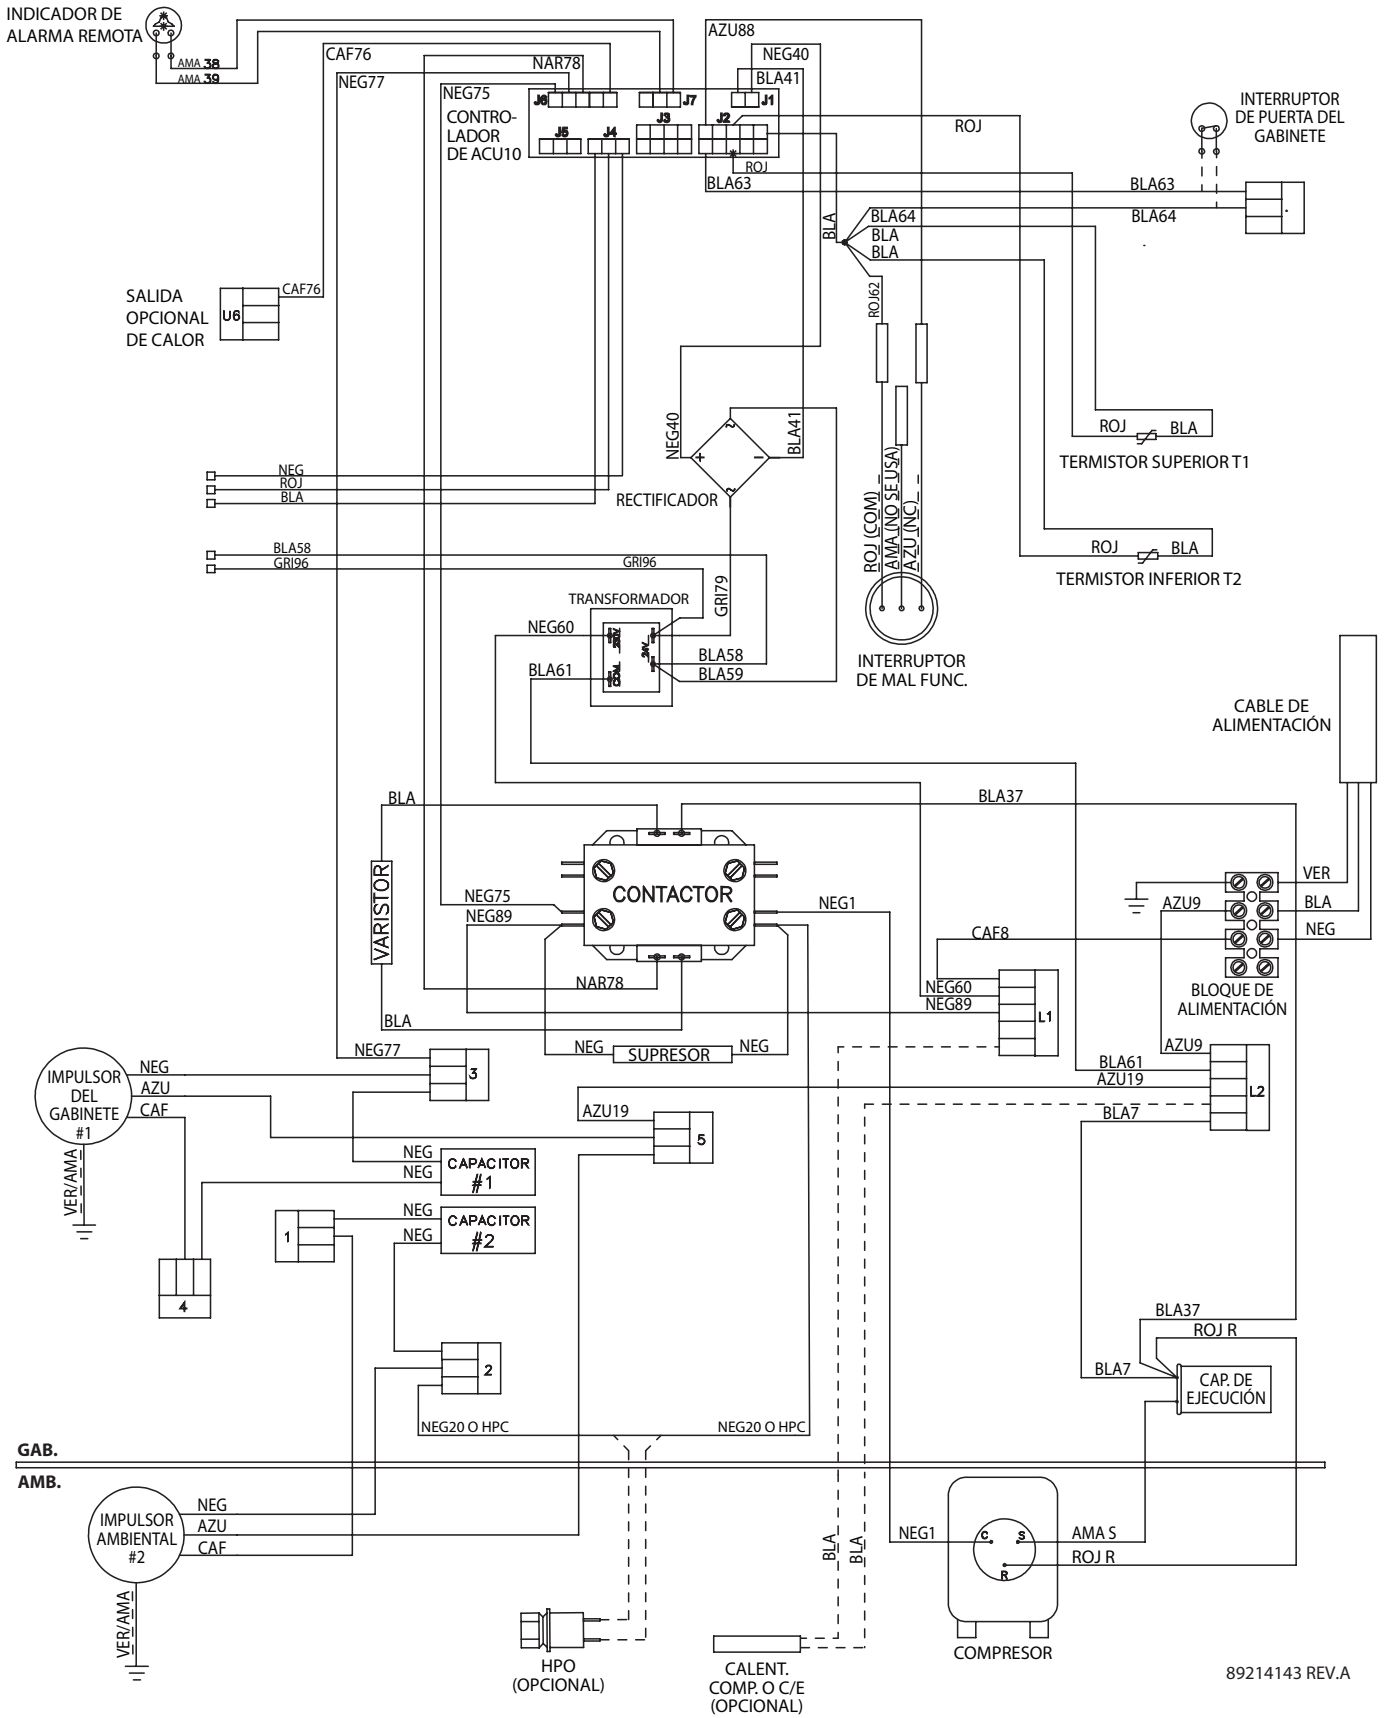 INDICADOR DE
ALARMA REMOTA
AMA 38
AMA 39
CAF76
NEG77
NAR78
NEG75
AZU88
NEG40
BLA41
J6
J7
J1
CONTRO-
LADOR
DE ACU10
J5
J4
J3
J2
ROJ
ROJ
BLA63
INTERRUPTOR
DE PUERTA DEL
GABINETE
BLA63
BLA64
BLA
BLA64
BLA
BLA
ROJ62
SALIDA
OPCIONAL
DE CALOR
U6
CAF76
NEG40
BLA41
RECTIFICADOR
ROJ
BLA
TERMISTOR SUPERIOR T1
NEG
ROJ
BLA
ROJ (COM)
AMA (NO SE USA)
AZU (NC)
BLA58
GRI96
GRI96
GRI79
ROJ
BLA
TERMISTOR INFERIOR T2
TRANSFORMADOR
NEG60
230V
24V
COM
BLA61
BLA58
BLA59
INTERRUPTOR
DE MAL FUNC.
CABLE DE
ALIMENTACIÓN
BLA
BLA37
VARISTOR
CONTACTOR
NEG75
NEG89
NEG1
VER
AZU9
BLA
CAF8
NEG
BLOQUE DE
ALIMENTACIÓN
NAR78
NEG60
NEG89
L1
BLA
NEG
SUPRESOR
NEG
NEG77
3
AZU9
BLA61
AZU19
L2
BLA7
IMPULSOR
DEL
GABINETE
#1
NEG
AZU
CAF
VER/AMA
AZU19
5
NEG
NEG
CAPACITOR
#1
NEG
NEG
CAPACITOR
#2
1
4
2
BLA37
ROJ R
BLA7
CAP. DE
EJECUCIÓN
NEG20 O HPC
NEG20 O HPC
GAB.
AMB.
IMPULSOR
AMBIENTAL
#2
NEG
AZU
CAF
VER/AMA
BLA
BLA
NEG1
C
S
R
AMA S
ROJ R
COMPRESOR
HPO
(OPCIONAL)
CALENT.
COMP. O C/E
(OPCIONAL)
89214143 REV.A